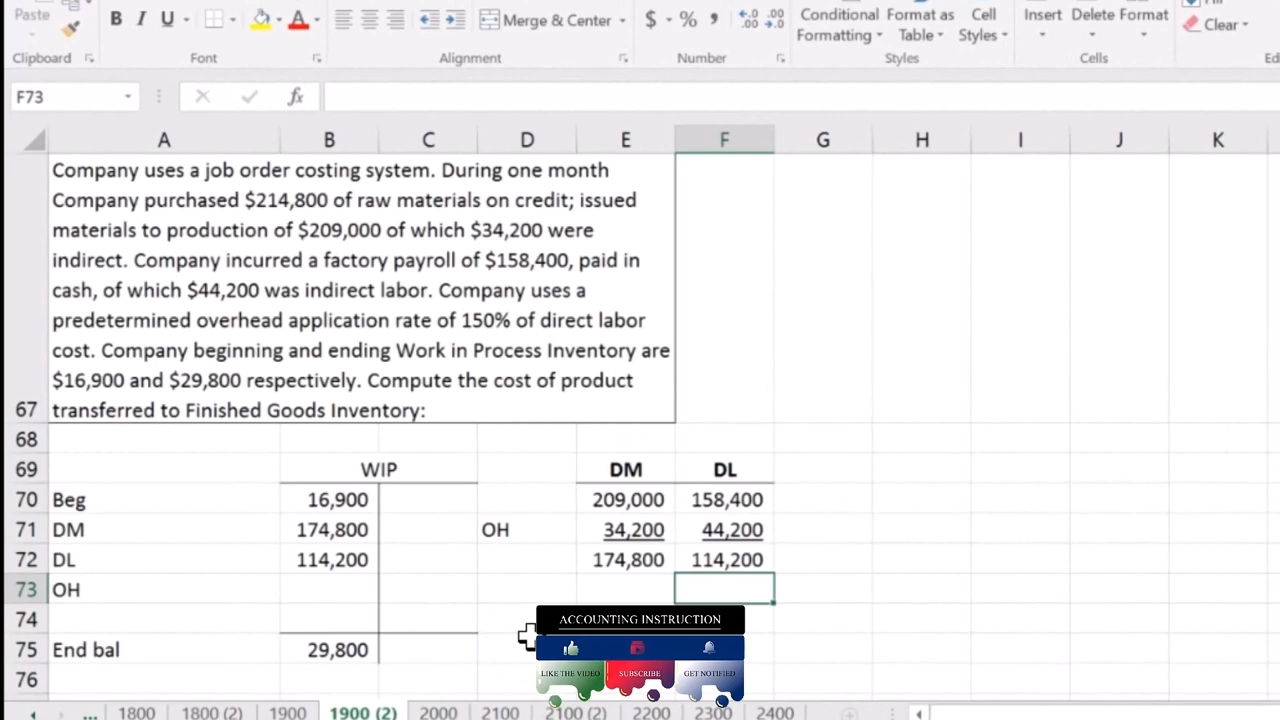 Paste
B I U
Merge & Center
$ % ,
Conditional Formatting
Format as Table
Cell Styles
Insert
Delete
Format
Clear
Clipboard
Font
Alignment
Number
Styles
Cells
F73
fx
A B C D E F G H I J K
Company uses a job order costing system. During one month
Company purchased $214,800 of raw materials on credit; issued
materials to production of $209,000 of which $34,200 were
indirect. Company incurred a factory payroll of $158,400, paid in
cash, of which $44,200 was indirect labor. Company uses a
predetermined overhead application rate of 150% of direct labor
cost. Company beginning and ending Work in Process Inventory are
$16,900 and $29,800 respectively. Compute the cost of product
67 transferred to Finished Goods Inventory:
68
69 WIP DM DL
70 Beg 16,900 209,000 158,400
71 DM 174,800 OH 34,200 44,200
72 DL 114,200 174,800 114,200
73 OH
74
ACCOUNTING INSTRUCTION
75 End bal 29,800
LIKE THE VIDEO SUBSCRIBE GET NOTIFIED
76
... 1800 1800 (2) 1900 1900 (2) 2000 2100 2100 (2) 2200 2300 2400